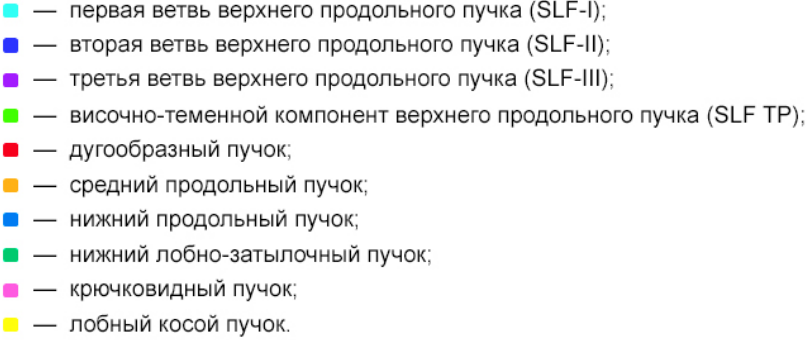 — первая ветвь верхнего продольного пучка (SLF-I);
— вторая ветвь верхнего продольного пучка (SLF-II);
— третья ветвь верхнего продольного пучка (SLF-III);
— височно-теменной компонент верхнего продольного пучка (SLF TP);
— дугообразный пучок;
— средний продольный пучок;
— нижний продольный пучок;
— нижний лобно-затылочный пучок;
— крючковидный пучок;
— лобный косой пучок.